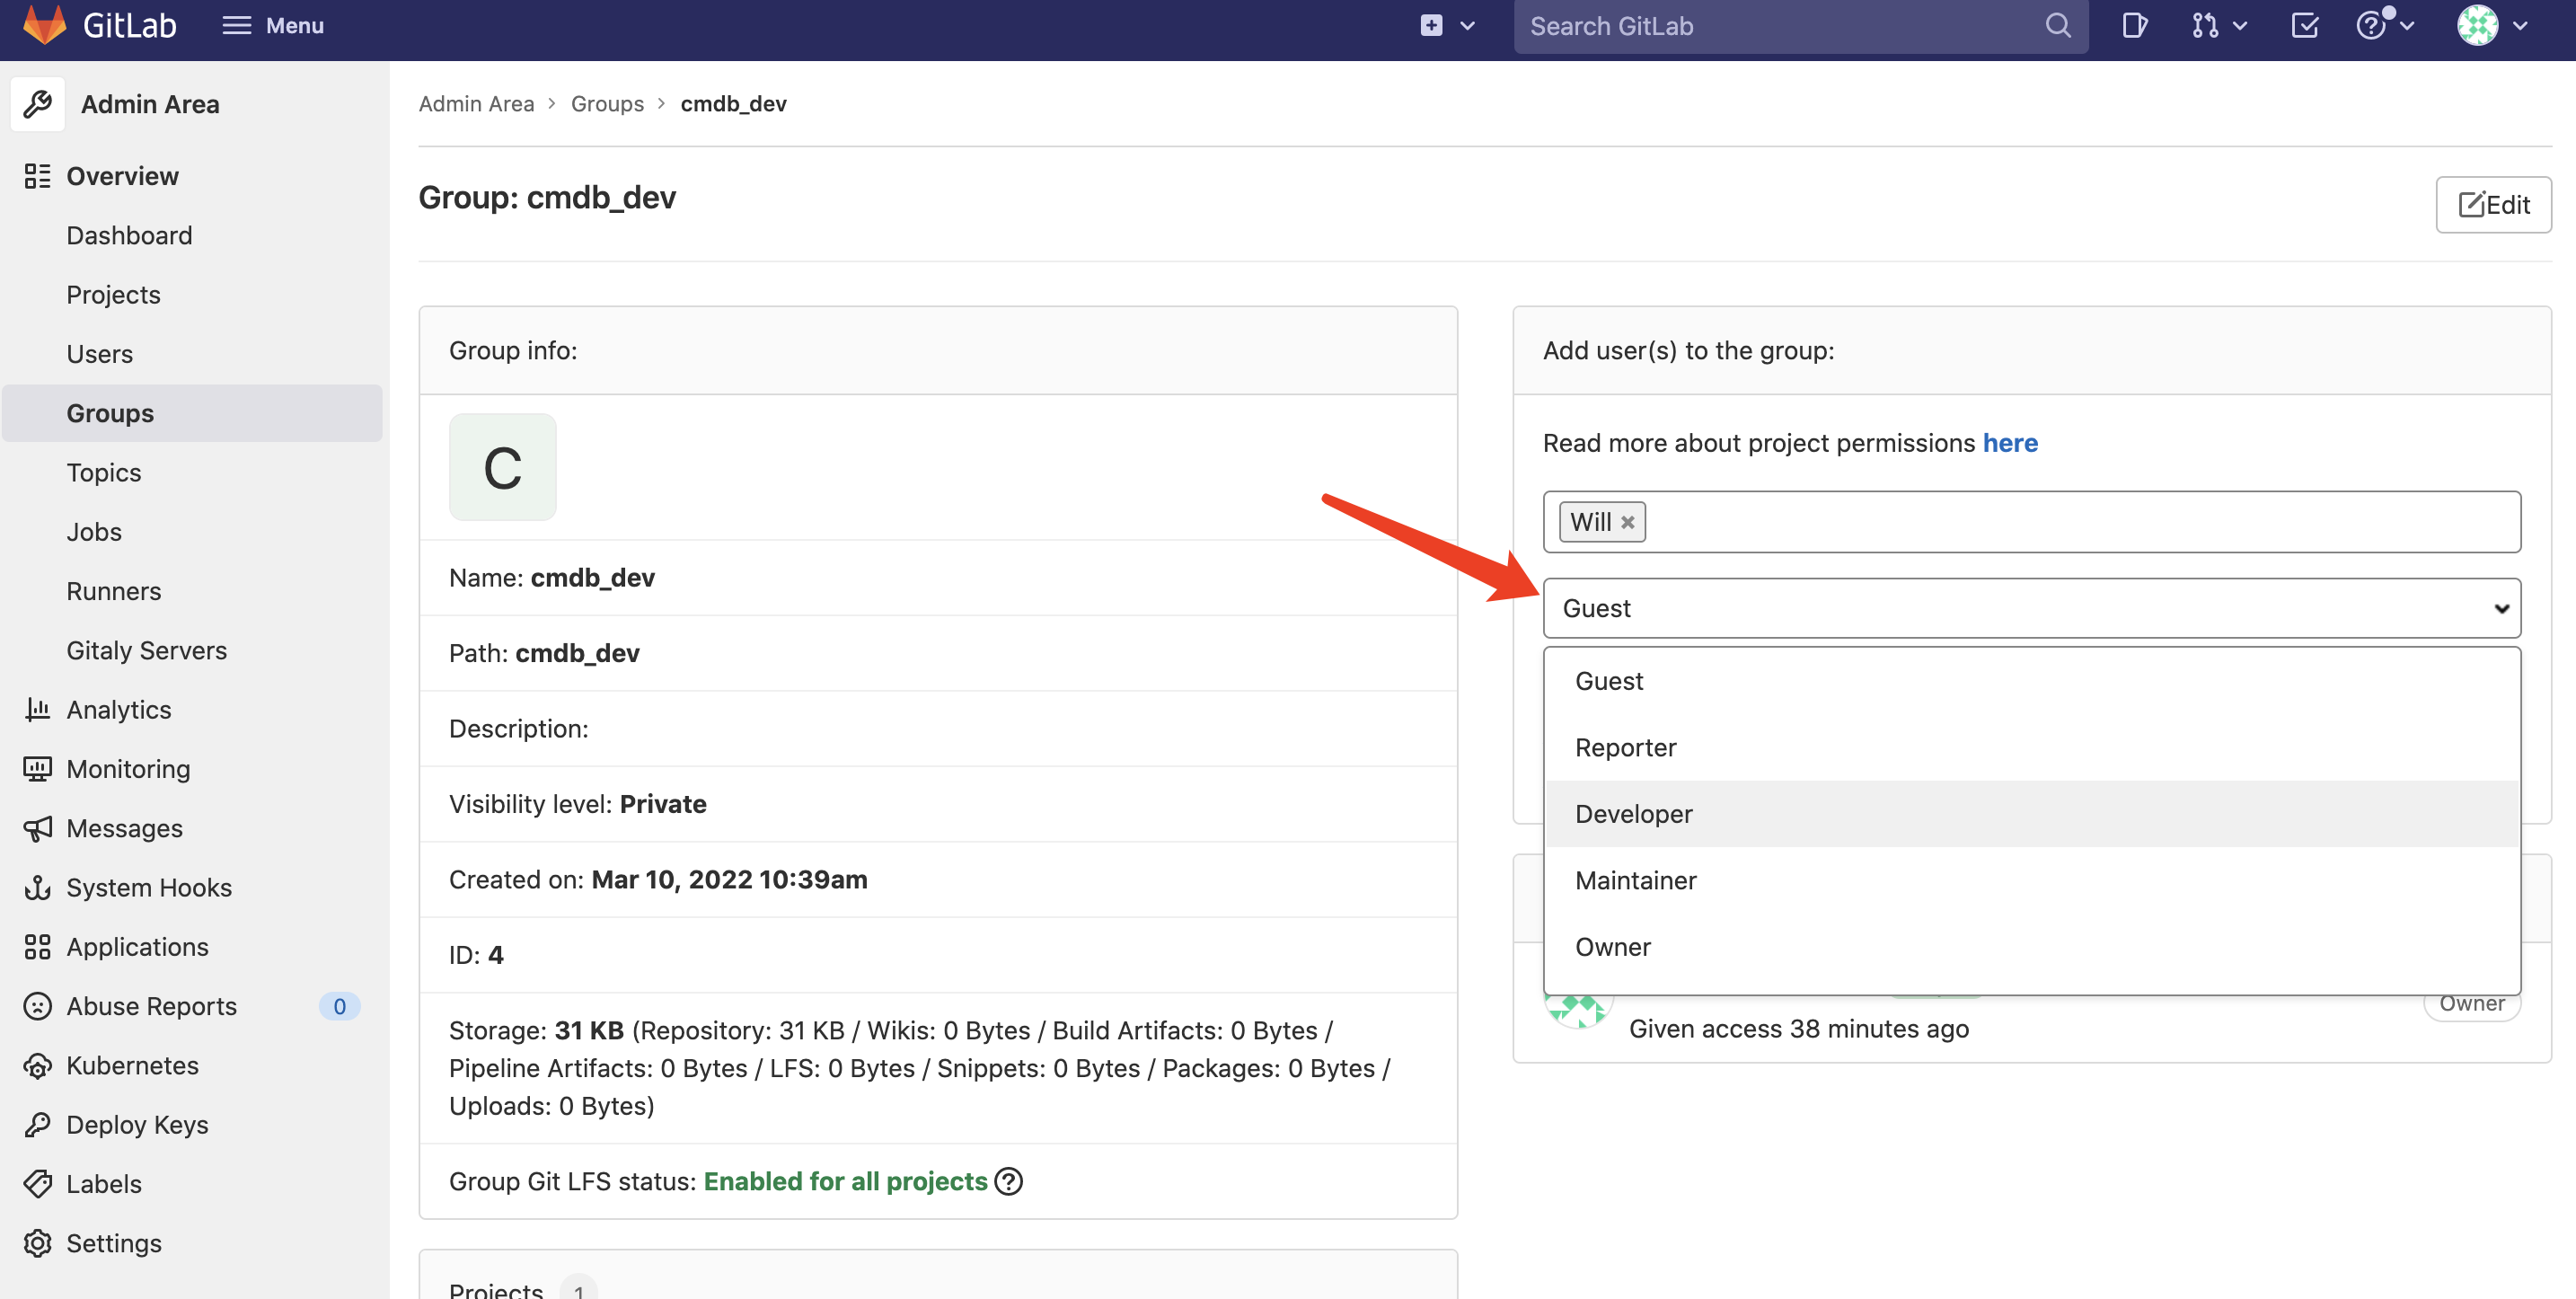 GitLab
Menu
Search GitLab
Admin Area
Overview
Dashboard
Projects
Users
Groups
Topics
Jobs
Runners
Gitaly Servers
Analytics
Monitoring
Messages
System Hooks
Applications
Abuse Reports 0
Kubernetes
Deploy Keys
Labels
Settings
Admin Area > Groups > cmdb_dev
Group: cmdb_dev
Edit
Group info:
C
Name: cmdb_dev
Path: cmdb_dev
Description:
Visibility level: Private
Created on: Mar 10, 2022 10:39am
ID: 4
Storage: 31 KB (Repository: 31 KB / Wikis: 0 Bytes / Build Artifacts: 0 Bytes /
Pipeline Artifacts: 0 Bytes / LFS: 0 Bytes / Snippets: 0 Bytes / Packages: 0 Bytes /
Uploads: 0 Bytes)
Group Git LFS status: Enabled for all projects
Projects 1
Add user(s) to the group:
Read more about project permissions here
Will ×
Guest
Guest
Reporter
Developer
Maintainer
Owner
Owner
Given access 38 minutes ago